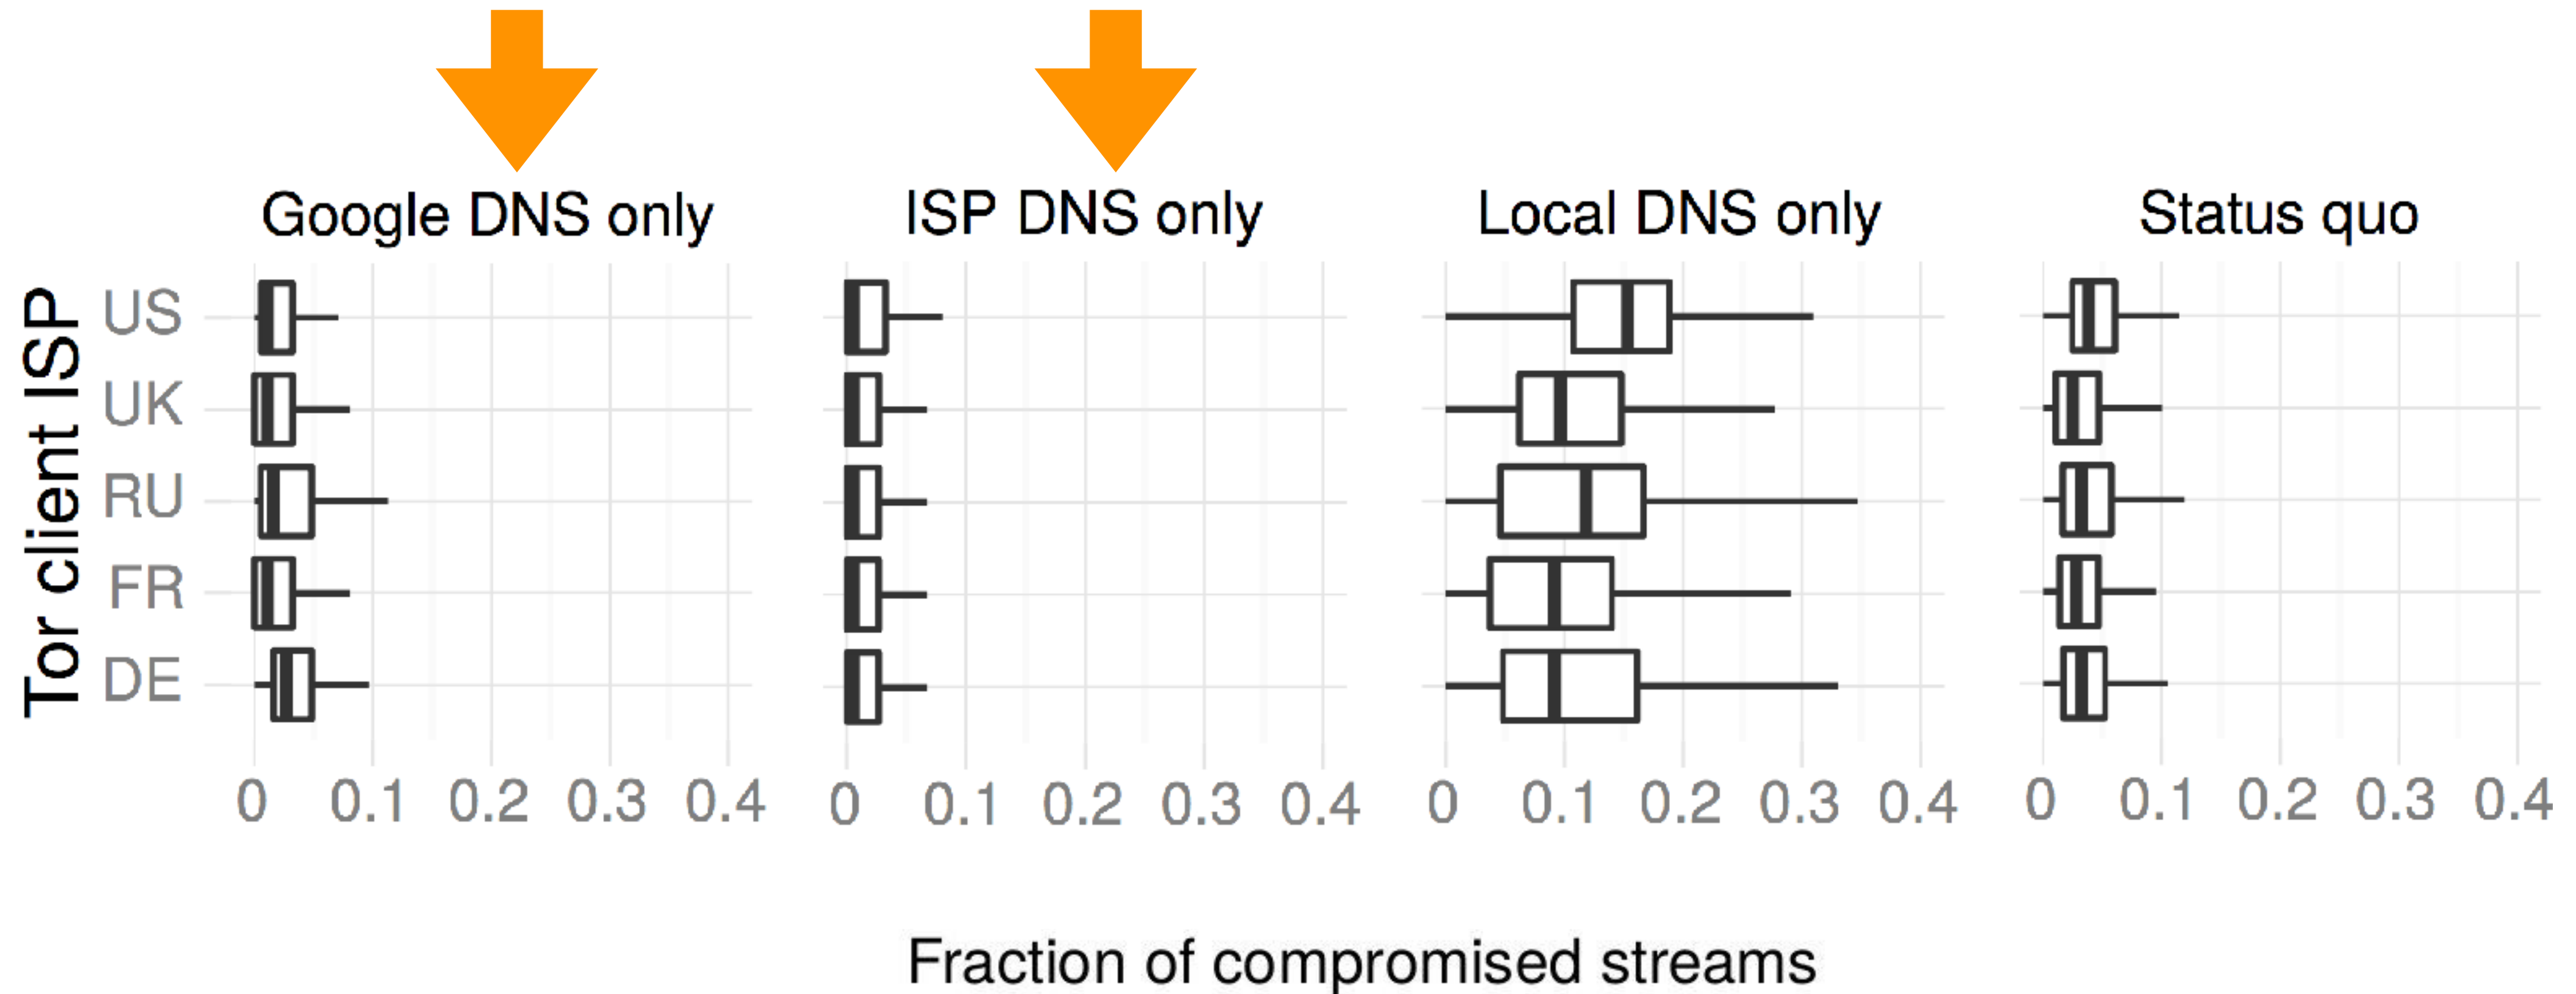 Google DNS only
ISP DNS only
Local DNS only
Status quo
Tor client ISP
US
UK
RU
FR
DE
0 0.1 0.2 0.3 0.4
0 0.1 0.2 0.3 0.4
0 0.1 0.2 0.3 0.4
0 0.1 0.2 0.3 0.4
Fraction of compromised streams